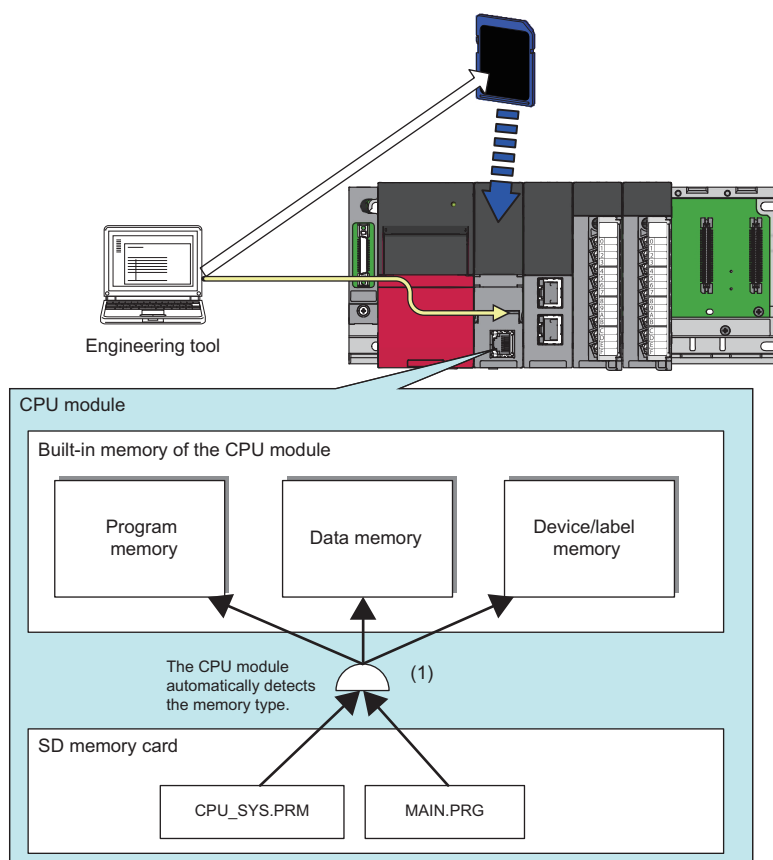 Engineering tool
CPU module
Built-in memory of the CPU module
Program
memory
Data memory
Device/label
memory
The CPU module
automatically detects
the memory type.
(1)
SD memory card
CPU_SYS.PRM
MAIN.PRG